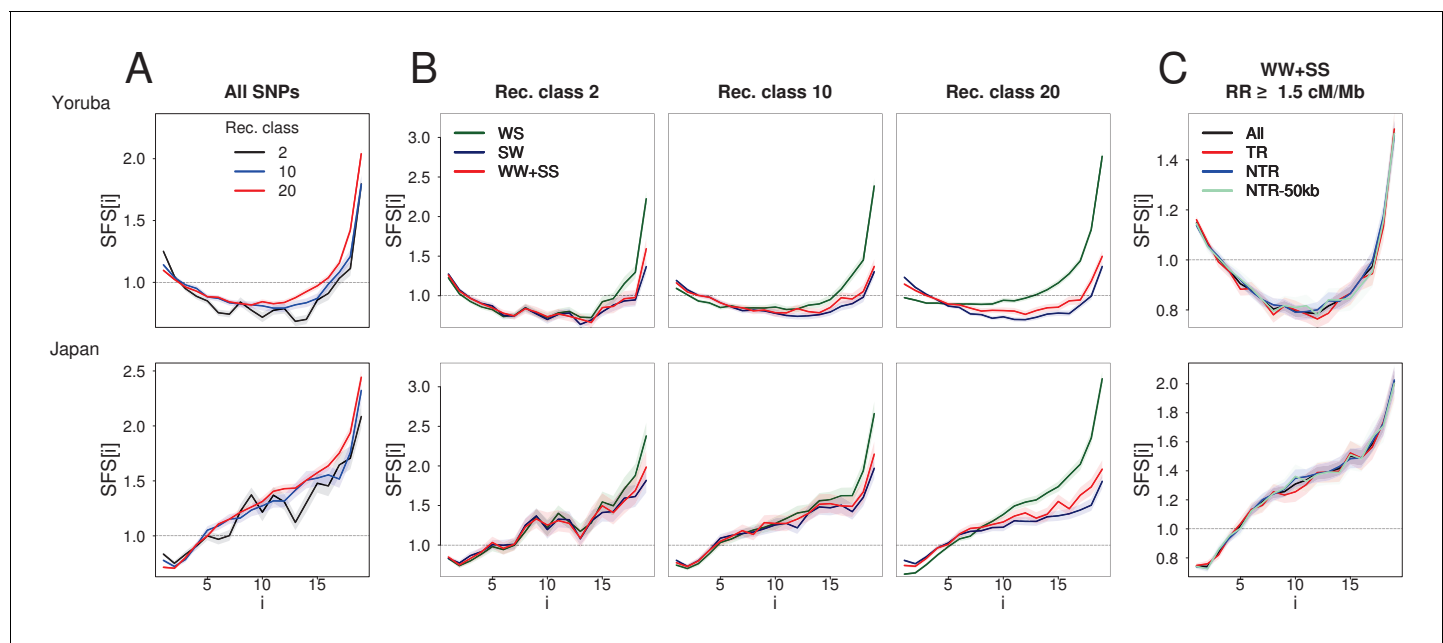 A
B
C
Yoruba
All SNPs
Rec. class 2
Rec. class 10
Rec. class 20
WW+SS
RR ≥ 1.5 cM/Mb
Rec. class
2
10
20
SFS[i]
2.0
1.5
1.0
WS
SW
WW+SS
SFS[i]
3.0
2.5
2.0
1.5
1.0
All
TR
NTR
NTR-50kb
SFS[i]
1.4
1.2
1.0
0.8
Japan
SFS[i]
2.5
2.0
1.5
1.0
5 10 15
i
SFS[i]
3.0
2.5
2.0
1.5
1.0
5 10 15
i
5 10 15
i
5 10 15
i
SFS[i]
2.0
1.8
1.6
1.4
1.2
1.0
0.8
5 10 15
i